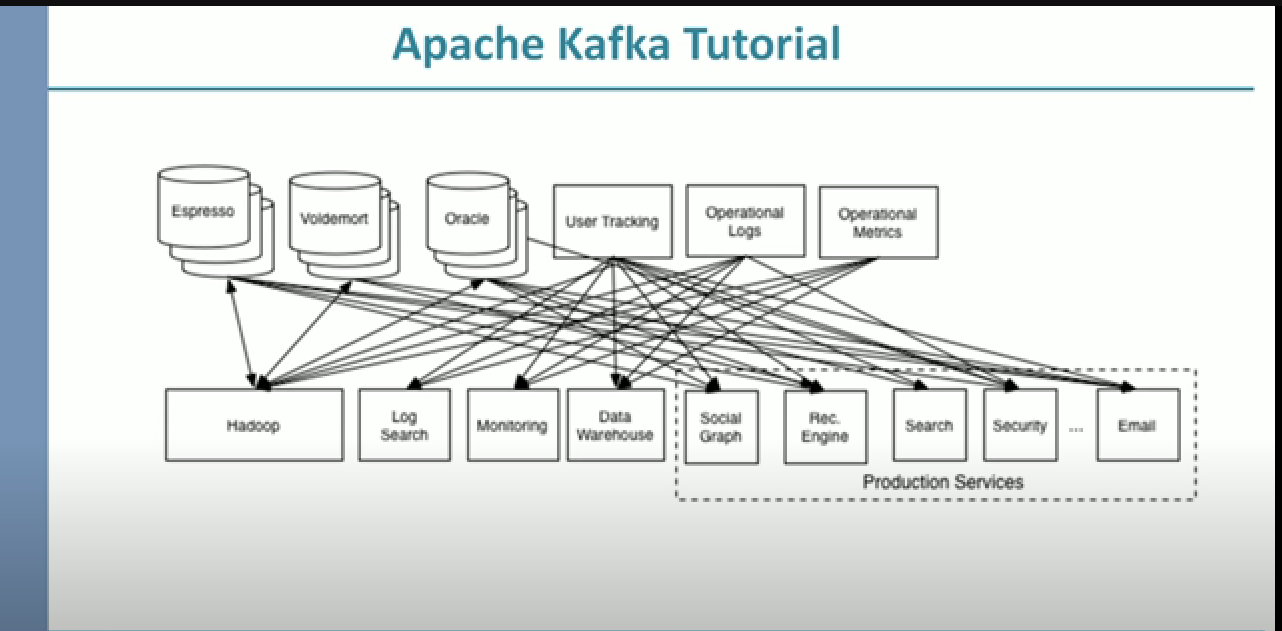 Apache Kafka Tutorial
Espresso
Voldemort
Oracle
User Tracking
Operational
Logs
Operational
Metrics
Hadoop
Log
Search
Monitoring
Data
Warehouse
Social
Graph
Rec.
Engine
Search
Security
...
Email
Production Services